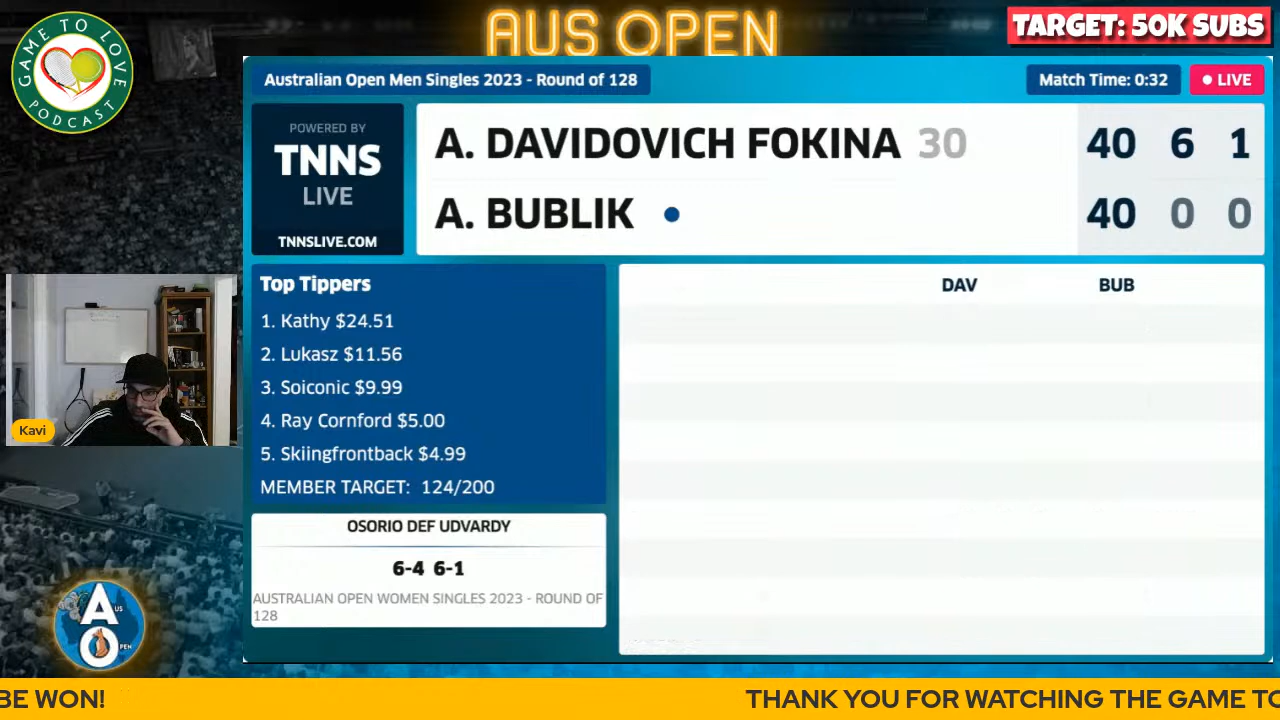 GAME TO LOVE
PODCAST
AUS OPEN
TARGET: 50K SUBS
Australian Open Men Singles 2023 - Round of 128
Match Time: 0:32
LIVE
POWERED BY
TNNS
LIVE
TNNSLIVE.COM
A. DAVIDOVICH FOKINA 30 40 6 1
A. BUBLIK 40 0 0
Top Tippers
1. Kathy $24.51
2. Lukasz $11.56
3. Soiconic $9.99
4. Ray Cornford $5.00
5. Skiingfrontback $4.99
MEMBER TARGET: 124/200
DAV BUB
Kavi
OSORIO DEF UDVARDY
6-4 6-1
AUSTRALIAN OPEN WOMEN SINGLES 2023 - ROUND OF
128
AUS
OPEN
BE WON!
THANK YOU FOR WATCHING THE GAME TO